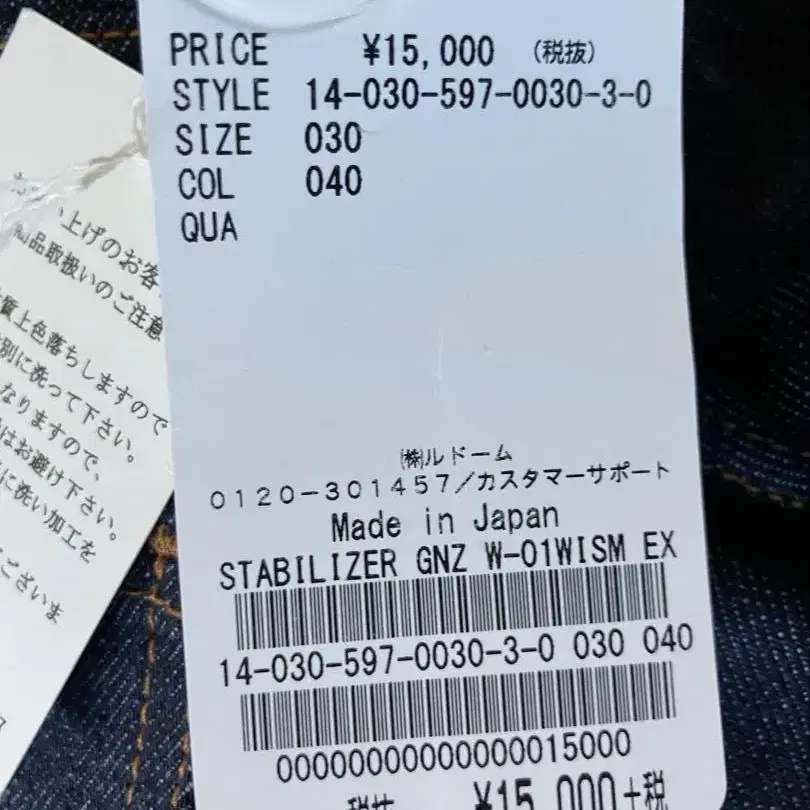 PRICE ¥15,000 (税抜)
STYLE 14-030-597-0030-3-0
SIZE 030
COL 040
QUA
㈱ルドーム
0120-301457/カスタマーサポート
Made in Japan
STABILIZER GNZ W-01WISM EX
14-030-597-0030-3-0 030 040
00000000000000015000
¥15,000+税
い上げのお客
品取扱いのご注意
質上色落ちしますので
別に洗って下さい。
なりますので、
はお避け下さい。
に洗い加工を
ございま